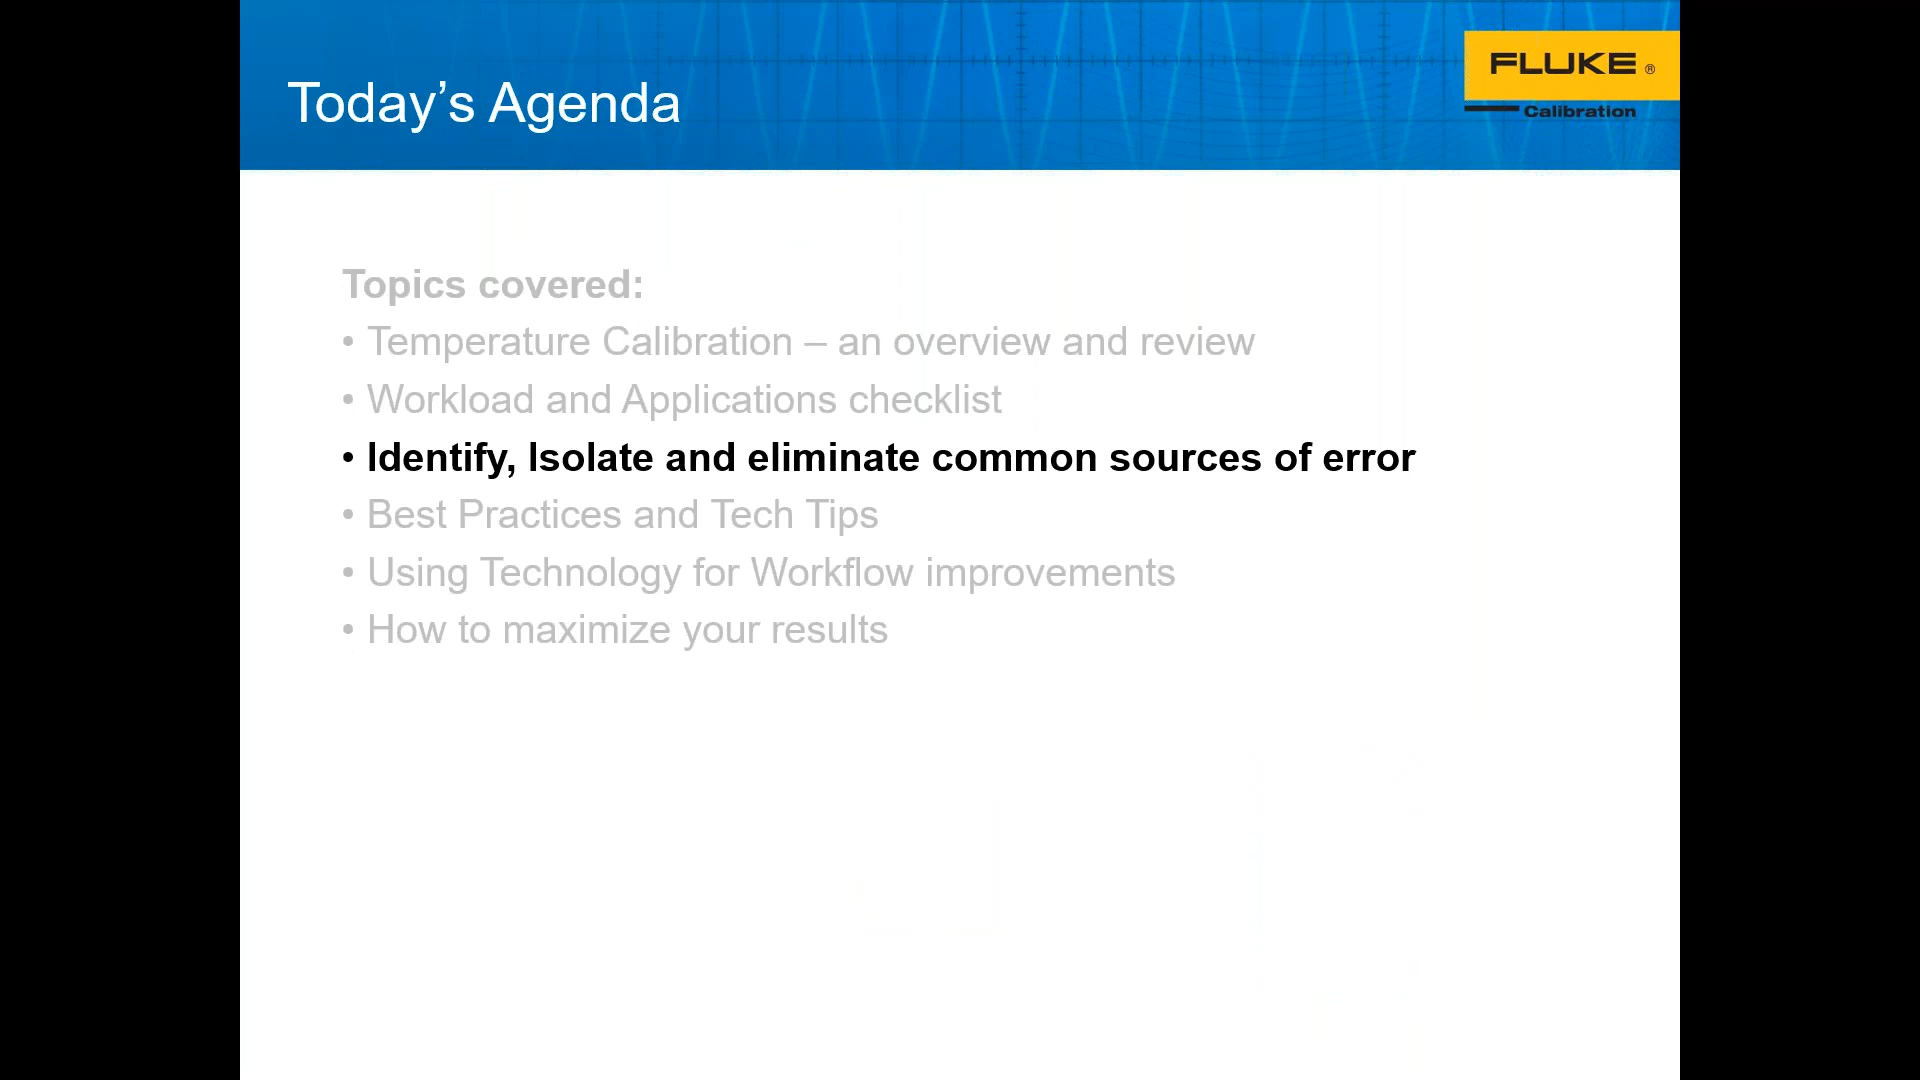 Today’s Agenda
FLUKE ®
Calibration
Topics covered:
• Temperature Calibration – an overview and review
• Workload and Applications checklist
• Identify, Isolate and eliminate common sources of error
• Best Practices and Tech Tips
• Using Technology for Workflow improvements
• How to maximize your results